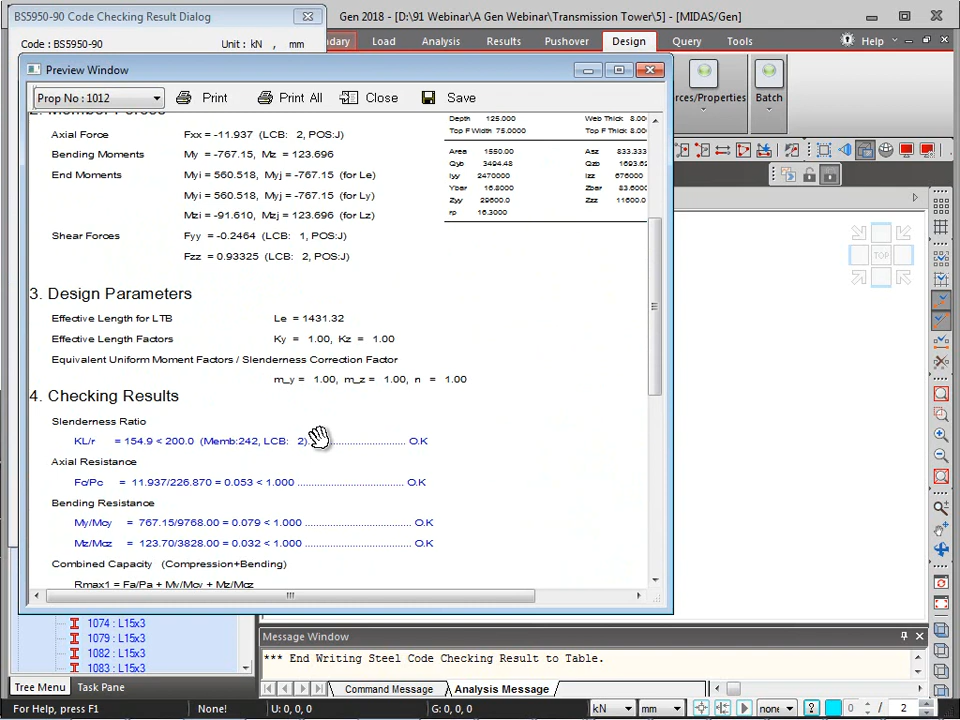 BS5950-90 Code Checking Result Dialog
Gen 2018 - [D:\91 Webinar\A Gen Webinar\Transmission Tower\5] - [MIDAS/Gen]
Code : BS5950-90 Unit : kN , mm
Load Analysis Results Pushover Design Query Tools Help
Preview Window
Prop No : 1012 Print Print All Close Save
rces/Properties Batch
Axial Force Fxx = -11.937 (LCB: 2, POS:J)
Bending Moments My = -767.15, Mz = 123.696
End Moments Myi = 560.518, Myj = -767.15 (for Le)
Myi = 560.518, Myj = -767.15 (for Ly)
Mzi = -91.610, Mzj = 123.696 (for Lz)
Shear Forces Fyy = -0.2464 (LCB: 1, POS:J)
Fzz = 0.93325 (LCB: 2, POS:J)
Depth 125.000 Web Thick 8.00
Top F Width 75.0000 Top F Thick 8.00
Area 1550.00 Asz 833.333
Qyb 3494.48 Qzb 1693.62
Iyy 2470000 Izz 676000
Ybar 16.8000 Zbar 83.6000
Zyy 29600.0 Zzz 11600.0
rp 16.3000
3. Design Parameters
Effective Length for LTB Le = 1431.32
Effective Length Factors Ky = 1.00, Kz = 1.00
Equivalent Uniform Moment Factors / Slenderness Correction Factor
m_y = 1.00, m_z = 1.00, n = 1.00
4. Checking Results
Slenderness Ratio
KL/r = 154.9 < 200.0 (Memb:242, LCB: 2) ........................ O.K
Axial Resistance
Fc/Pc = 11.937/226.870 = 0.053 < 1.000 ................................... O.K
Bending Resistance
My/Mcy = 767.15/9768.00 = 0.079 < 1.000 ................................... O.K
Mz/Mcz = 123.70/3828.00 = 0.032 < 1.000 ................................... O.K
Combined Capacity (Compression+Bending)
Rmax1 = Fa/Pa + My/Mcy + Mz/Mcz
TOP
1074 : L15x3
1079 : L15x3
1082 : L15x3
1083 : L15x3
Tree Menu Task Pane
Message Window
*** End Writing Steel Code Checking Result to Table.
Command Message Analysis Message
For Help, press F1 None! U: 0, 0, 0 G: 0, 0, 0 kN mm none 0 / 2